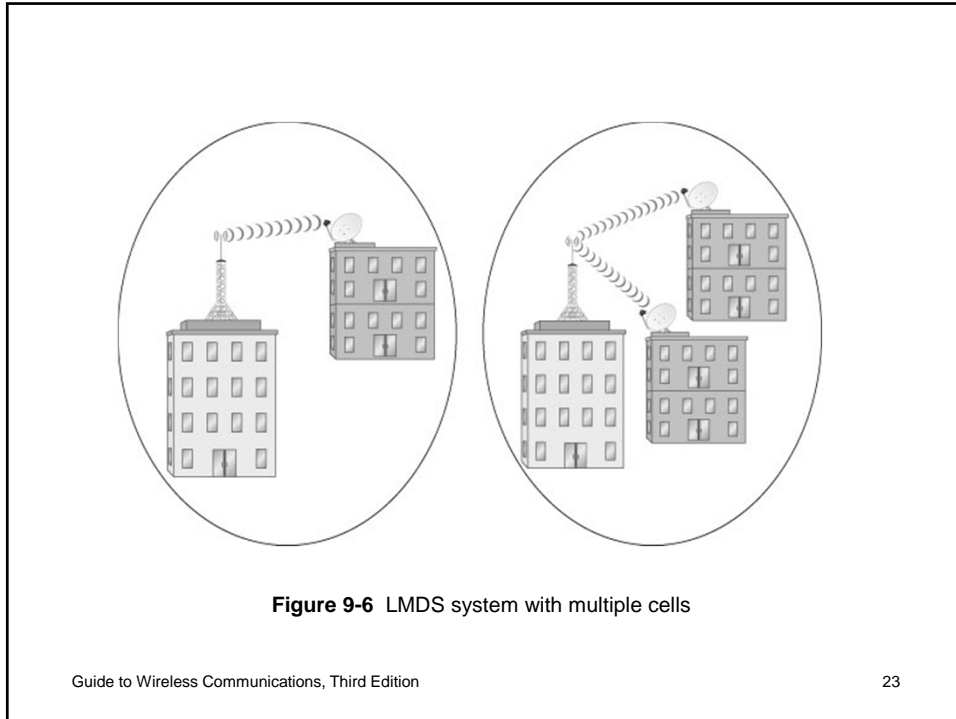 Figure 9-6 LMDS system with multiple cells
Guide to Wireless Communications, Third Edition 23